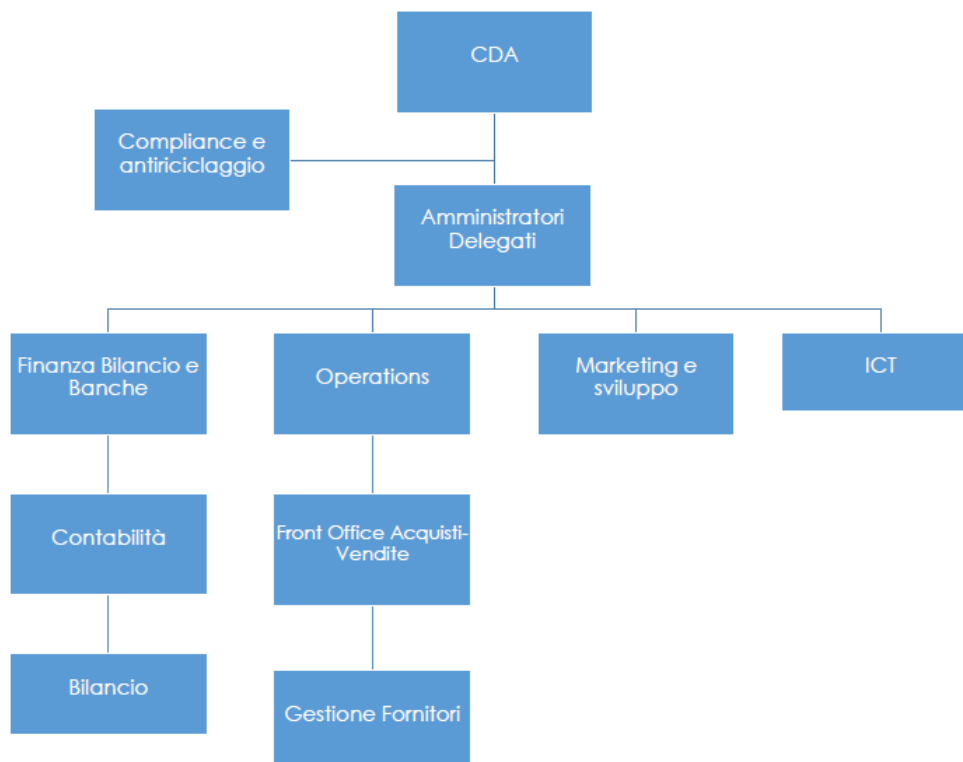 CDA
Compliance e
antiriciclaggio
Amministratori
Delegati
Finanza Bilancio e
Banche
Operations
Marketing e
sviluppo
ICT
Contabilità
Front Office Acquisti-
Vendite
Bilancio
Gestione Fornitori